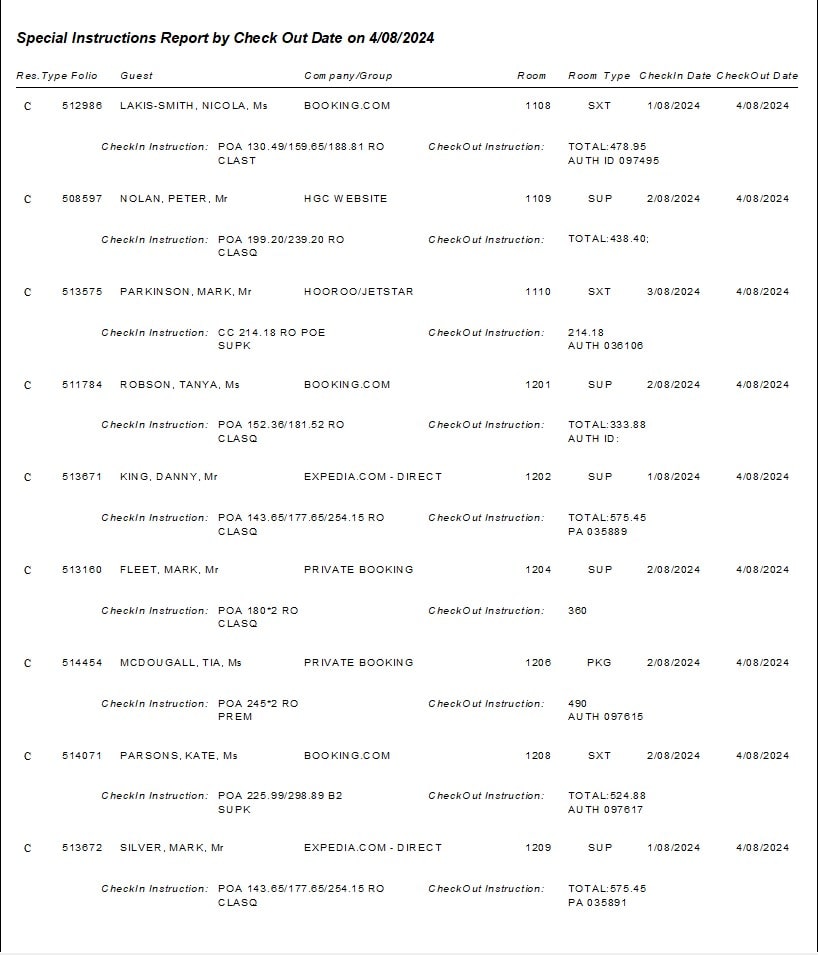 Special Instructions Report by Check Out Date on 4/08/2024
Res.Type Folio Guest Company/Group Room Room Type CheckIn Date CheckOut Date
C 512986 LAKIS-SMITH, NICOLA, Ms BOOKING.COM 1108 SXT 1/08/2024 4/08/2024
CheckIn Instruction: POA 130.49/159.65/188.81 RO CheckOut Instruction: TOTAL:478.95
CLAST AUTH ID 097495
C 508597 NOLAN, PETER, Mr HGC WEBSITE 1109 SUP 2/08/2024 4/08/2024
CheckIn Instruction: POA 199.20/239.20 RO CheckOut Instruction: TOTAL:438.40;
CLASQ
C 513575 PARKINSON, MARK, Mr HOOROO/JETSTAR 1110 SXT 3/08/2024 4/08/2024
CheckIn Instruction: CC 214.18 RO POE CheckOut Instruction: 214.18
SUPK AUTH 036106
C 511784 ROBSON, TANYA, Ms BOOKING.COM 1201 SUP 2/08/2024 4/08/2024
CheckIn Instruction: POA 152.36/181.52 RO CheckOut Instruction: TOTAL:333.88
CLASQ AUTH ID:
C 513671 KING, DANNY, Mr EXPEDIA.COM - DIRECT 1202 SUP 1/08/2024 4/08/2024
CheckIn Instruction: POA 143.65/177.65/254.15 RO CheckOut Instruction: TOTAL:575.45
CLASQ PA 035889
C 513160 FLEET, MARK, Mr PRIVATE BOOKING 1204 SUP 2/08/2024 4/08/2024
CheckIn Instruction: POA 180*2 RO CheckOut Instruction: 360
CLASQ
C 514454 MCDOUGALL, TIA, Ms PRIVATE BOOKING 1206 PKG 2/08/2024 4/08/2024
CheckIn Instruction: POA 245*2 RO CheckOut Instruction: 490
PREM AUTH 097615
C 514071 PARSONS, KATE, Ms BOOKING.COM 1208 SXT 2/08/2024 4/08/2024
CheckIn Instruction: POA 225.99/298.89 B2 CheckOut Instruction: TOTAL:524.88
SUPK AUTH 097617
C 513672 SILVER, MARK, Mr EXPEDIA.COM - DIRECT 1209 SUP 1/08/2024 4/08/2024
CheckIn Instruction: POA 143.65/177.65/254.15 RO CheckOut Instruction: TOTAL:575.45
CLASQ PA 035891